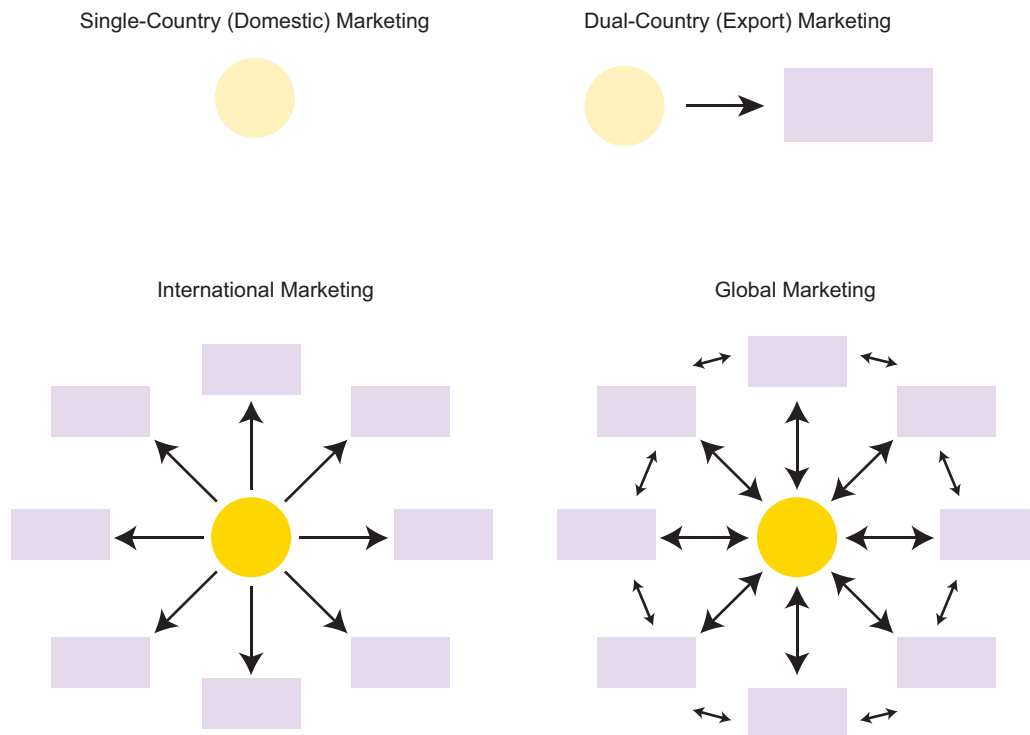 Single-Country (Domestic) Marketing
Dual-Country (Export) Marketing
International Marketing
Global Marketing